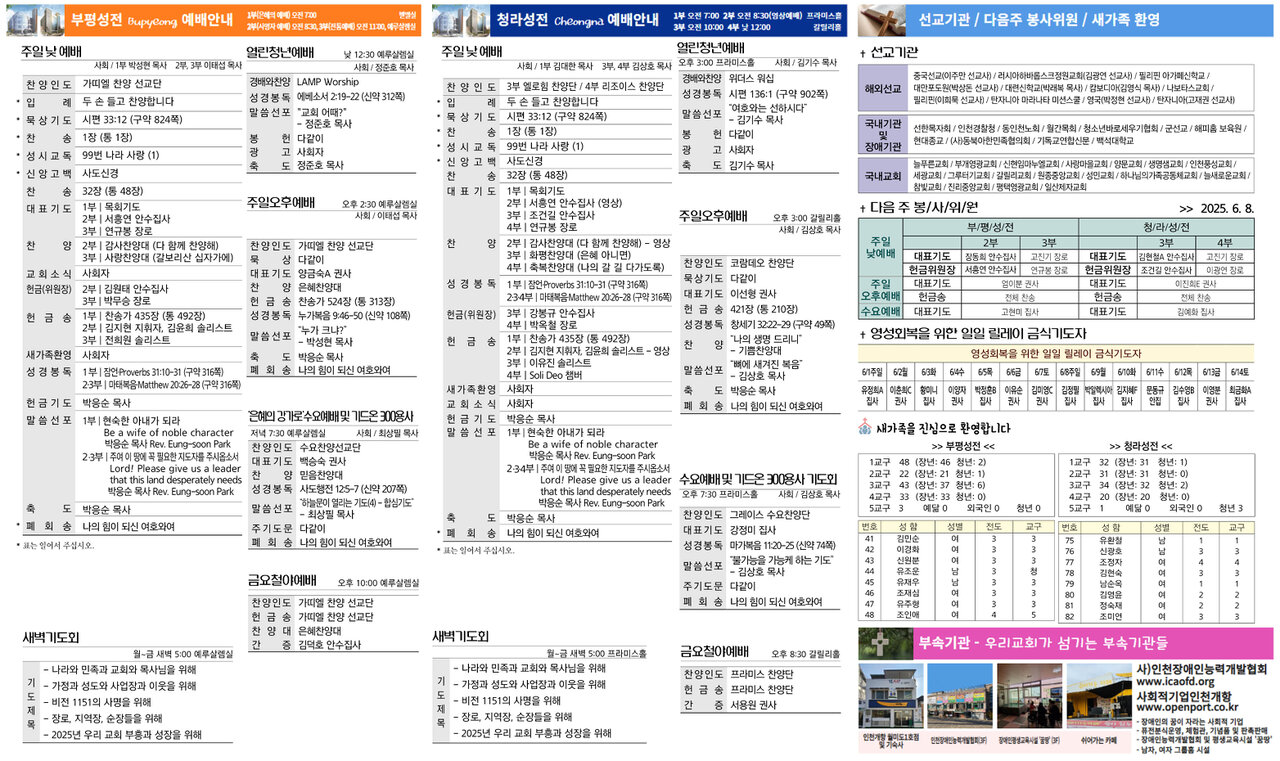 부평성전 Bupyeong 예배안내
1부(은혜의 예배) 오전 7:00 별별실
2부(사명자 예배) 오전 8:30, 3부(전동예배) 오전 11:00, 예루살렘실
주일 낮 예배
사회 / 1부 박성현 목사 2부, 3부 이태섭 목사
찬양인도 가띠엘 찬양 선교단
* 입례 두 손 들고 찬양합니다
* 묵상기도 시편 33:12 (구약 824쪽)
* 찬송 1장 (통 1장)
* 성시교독 99번 나라 사랑 (1)
* 신앙고백 사도신경
찬송 32장 (통 48장)
대표기도 1부 | 목회기도
2부 | 서흥연 안수집사
3부 | 연규봉 장로
찬양 2부 | 감사찬양대 (다 함께 찬양해)
3부 | 사랑찬양대 (갈보리산 십자가에)
교회소식 사회자
헌금(위원장) 2부 | 김원태 안수집사
3부 | 박무승 장로
헌금송 1부 | 찬송가 435장 (통 492장)
2부 | 김지현 지휘자, 김윤희 솔리스트
3부 | 전희원 솔리스트
새가족환영 사회자
성경봉독 1부 | 잠언Proverbs 31:10-31 (구약 316쪽)
2·3부 | 마태복음Matthew 20:26-28 (구약 316쪽)
헌금기도 박응순 목사
말씀선포 1부 | 현숙한 아내가 되라
Be a wife of noble character
박응순 목사 Rev. Eung-soon Park
2·3부 | 주여 이 땅에 꼭 필요한 지도자를 주시옵소서
Lord! Please give us a leader
that this land desperately needs
박응순 목사 Rev. Eung-soon Park
축도 박응순 목사
* 폐회송 나의 힘이 되신 여호와여
* 표는 일어서 주십시오.
새벽기도회
월~금 새벽 5:00 예루살렘실
기도제목
- 나라와 민족과 교회와 목사님을 위해
- 가정과 성도와 사업장과 이웃을 위해
- 비전 1151의 사명을 위해
- 장로, 지역장, 순장들을 위해
- 2025년 우리 교회 부흥과 성장을 위해
열린청년예배 낮 12:30 예루살렘실
사회 / 정준호 목사
경배와찬양 LAMP Worship
성경봉독 에베소서 2:19-22 (신약 312쪽)
말씀선포 "교회 어때?"
- 정준호 목사
봉헌 다같이
광고 사회자
축도 정준호 목사
주일오후예배 오후 2:30 예루살렘실
사회 / 이태섭 목사
찬양인도 가띠엘 찬양 선교단
묵상 다같이
대표기도 양금숙A 권사
찬양 은혜찬양대
헌금송 찬송가 524장 (통 313장)
성경봉독 누가복음 9:46-50 (신약 108쪽)
말씀선포 "누가 크냐?"
- 박성현 목사
축도 박응순 목사
폐회송 나의 힘이 되신 여호와여
은혜의 강가로 수요예배 및 기드온 300용사
저녁 7:30 예루살렘실 사회 / 최상필 목사
찬양인도 수요찬양선교단
대표기도 백승숙 권사
찬양 믿음찬양대
성경봉독 사도행전 12:5-7 (신약 207쪽)
말씀선포 "하늘문이 열리는 기도(4) - 합심기도"
- 최상필 목사
주기도문 다같이
폐회송 나의 힘이 되신 여호와여
금요철야예배 오후 10:00 예루살렘실
찬양인도 가띠엘 찬양 선교단
헌금송 가띠엘 찬양 선교단
찬양대 은혜찬양대
간증 김덕호 안수집사
청라성전 Cheongna 예배안내
1부 오전 7:00 2부 오전 8:30(영상예배) 프라미스홀
3부 오전 10:00 4부 낮 12:00 갈릴리홀
주일 낮 예배
사회 / 1부 김대한 목사 3부, 4부 김상호 목사
찬양인도 3부 엘로힘 찬양단 / 4부 리조이스 찬양단
* 입례 두 손 들고 찬양합니다
* 묵상기도 시편 33:12 (구약 824쪽)
* 찬송 1장 (통 1장)
* 성시교독 99번 나라 사랑 (1)
* 신앙고백 사도신경
찬송 32장 (통 48장)
대표기도 1부 | 목회기도
2부 | 서흥연 안수집사 (영상)
3부 | 조건길 안수집사
4부 | 연규봉 장로
찬양 2부 | 감사찬양대 (다 함께 찬양해) - 영상
3부 | 화평찬양대 (은혜 아니면)
4부 | 축복찬양대 (나의 갈 길 다가도록)
성경봉독 1부 | 잠언Proverbs 31:10-31 (구약 316쪽)
2·3·4부 | 마태복음Matthew 20:26-28 (구약 316쪽)
헌금(위원장) 3부 | 강봉규 안수집사
4부 | 박옥철 장로
헌금송 1부 | 찬송가 435장 (통 492장)
2부 | 김지현 지휘자, 김윤희 솔리스트 - 영상
3부 | 이유진 솔리스트
4부 | Soli Deo 챔버
새가족환영 사회자
교회소식 사회자
헌금기도 박응순 목사
말씀선포 1부 | 현숙한 아내가 되라
Be a wife of noble character
박응순 목사 Rev. Eung-soon Park
2·3·4부 | 주여 이 땅에 꼭 필요한 지도자를 주시옵소서
Lord! Please give us a leader
that this land desperately needs
박응순 목사 Rev. Eung-soon Park
축도 박응순 목사
* 폐회송 나의 힘이 되신 여호와여
* 표는 일어서 주십시오.
새벽기도회
월~금 새벽 5:00 프라미스홀
기도제목
- 나라와 민족과 교회와 목사님을 위해
- 가정과 성도와 사업장과 이웃을 위해
- 비전 1151의 사명을 위해
- 장로, 지역장, 순장들을 위해
- 2025년 우리 교회 부흥과 성장을 위해
열린청년예배
오후 3:00 프라미스홀 사회 / 김기수 목사
경배와찬양 위더스 워십
성경봉독 시편 136:1 (구약 902쪽)
말씀선포 "여호와는 선하시다"
- 김기수 목사
봉헌 다같이
광고 사회자
축도 김기수 목사
주일오후예배 오후 3:00 갈릴리홀
사회 / 김상호 목사
찬양인도 코람데오 찬양단
묵상기도 다같이
대표기도 이선형 권사
헌금송 421장 (통 210장)
성경봉독 창세기 32:22-29 (구약 49쪽)
찬양 "나의 생명 드리니"
- 기쁨찬양대
말씀선포 "뼈에 새겨진 복음"
- 김상호 목사
축도 박응순 목사
폐회송 나의 힘이 되신 여호와여
수요예배 및 기드온 300용사 기도회
오후 7:30 프라미스홀 사회 / 김상호 목사
찬양인도 그레이스 수요찬양단
대표기도 강정미 집사
성경봉독 마가복음 11:20-25 (신약 74쪽)
말씀선포 "불가능을 가능케 하는 기도"
- 김상호 목사
주기도문 다같이
폐회송 나의 힘이 되신 여호와여
금요철야예배 오후 8:30 갈릴리홀
찬양인도 프라미스 찬양단
헌금송 프라미스 찬양단
간증 서용원 권사
선교기관 / 다음주 봉사위원 / 새가족 환영
† 선교기관
해외선교
중국선교(이주만 선교사) / 러시아하바롭스크정원교회(김광연 선교사) / 필리핀 아가페신학교 /
대만포도원(박상돈 선교사) / 대련신학교(박래복 목사) / 캄보디아(김영식 목사) / 나보타스교회 /
필리핀(이희묵 선교사) / 탄자니아 마라나타 미션스쿨 / 영국(박정현 선교사) / 탄자니아(고재권 선교사)
국내기관 및 장애기관
선한목자회 / 인천경찰청 / 동인천노회 / 월간목회 / 청소년바로세우기협회 / 군선교 / 해피홈 보육원 /
현대종교 / (사)동북아한민족협의회 / 기독교연합신문 / 백석대학교
국내교회
늘푸른교회 / 부개영광교회 / 신현임마누엘교회 / 사랑마을교회 / 양문교회 / 생명샘교회 / 인천풍성교회 /
세광교회 / 그루터기교회 / 갈릴리교회 / 원종중앙교회 / 성민교회 / 하나님의가족공동체교회 / 늘새로운교회 /
참빛교회 / 진리중앙교회 / 평택영광교회 / 일산제자교회
† 다음 주 봉/사/위/원 >> 2025. 6. 8.
부/평/성/전 청/라/성/전
주일 낮예배 2부 3부 3부 4부
대표기도 장동희 안수집사 고진기 장로 대표기도 김현철A 안수집사 고진기 장로
헌금위원장 서흥연 안수집사 연규봉 장로 헌금위원장 조건길 안수집사 이광연 장로
주일 오후예배 대표기도 엄이분 권사 대표기도 이진희E 권사
헌금송 전체 찬송 헌금송 전체 찬송
수요예배 대표기도 고현미 집사 대표기도 김예화 집사
† 영성회복을 위한 일일 릴레이 금식기도자
영성회복을 위한 일일 릴레이 금식기도자
6/1주일 6/2월 6/3화 6/4수 6/5목 6/6금 6/7토 6/8주일 6/9월 6/10화 6/11수 6/12목 6/13금 6/14토
유정희A 집사 이춘희C 권사 황미니 집사 이양자 권사 박정훈B 집사 이유순 권사 김미영C 권사 김정필 집사 박알렉시아 집사 김지혜F 집사 문동규 안집 김수영B 집사 이영분 권사 최금화A 집사
새가족을 진심으로 환영합니다
>> 부평성전 <<
1교구 48 (장년: 46 청년: 2)
2교구 22 (장년: 21 청년: 1)
3교구 43 (장년: 37 청년: 6)
4교구 33 (장년: 33 청년: 0)
5교구 3 예닮 0 외국인 0 청년 0
번호 성함 성별 전도 교구
41 김민순 여 3 3
42 이경화 여 3 3
43 신원분 여 3 3
44 유조운 남 3 청
45 유재우 남 3 3
46 조재심 여 3 3
47 유주형 여 3 3
48 조인애 여 4 5
>> 청라성전 <<
1교구 32 (장년: 31 청년: 1)
2교구 31 (장년: 31 청년: 0)
3교구 34 (장년: 32 청년: 2)
4교구 20 (장년: 20 청년: 0)
5교구 1 예닮 0 외국인 0 청년 3
번호 성함 성별 전도 교구
75 유환철 남 1 1
76 신광호 남 3 3
77 조정자 여 4 4
78 김현숙 여 3 3
79 남순옥 여 1 1
80 김영윤 여 2 2
81 정숙재 여 2 2
82 조미연 여 3 3
부속기관 - 우리교회가 섬기는 부속기관들
인천개항 월미도1호점 및 기숙사
인천장애인능력개발협회(3F)
장애인평생교육시설 '꿈땅' (3F)
쉬어가는 카페
사)인천장애인능력개발협회
www.icaofd.org
사회적기업인천개항
www.openport.co.kr
- 장애인의 꿈이 자라는 사회적 기업
- 퓨전분식운영, 체험관, 기념품 및 판촉판매
- 장애인능력개발협회 및 평생교육시설 '꿈땅'
- 남자, 여자 그룹홈 시설